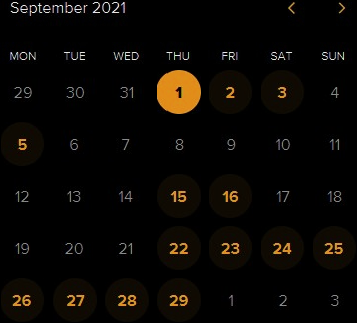 September 2021 < >
MON TUE WED THU FRI SAT SUN
29 30 31 1 2 3 4
5 6 7 8 9 10 11
12 13 14 15 16 17 18
19 20 21 22 23 24 25
26 27 28 29 1 2 3